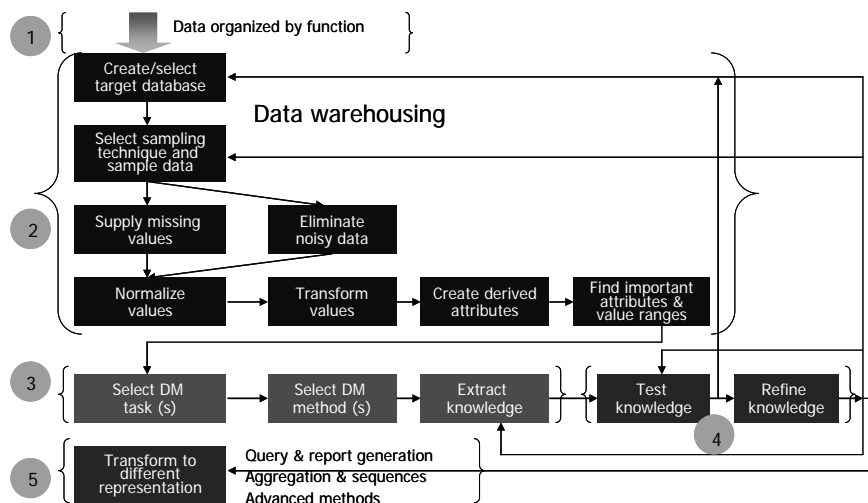 1
Data organized by function
Create/select
target database
Data warehousing
Select sampling
technique and
sample data
2
Supply missing
values
Eliminate
noisy data
Normalize
values
Transform
values
Create derived
attributes
Find important
attributes &
value ranges
3
Select DM
task (s)
Select DM
method (s)
Extract
knowledge
Test
knowledge
Refine
knowledge
4
5
Transform to
different
representation
Query & report generation
Aggregation & sequences
Advanced methods